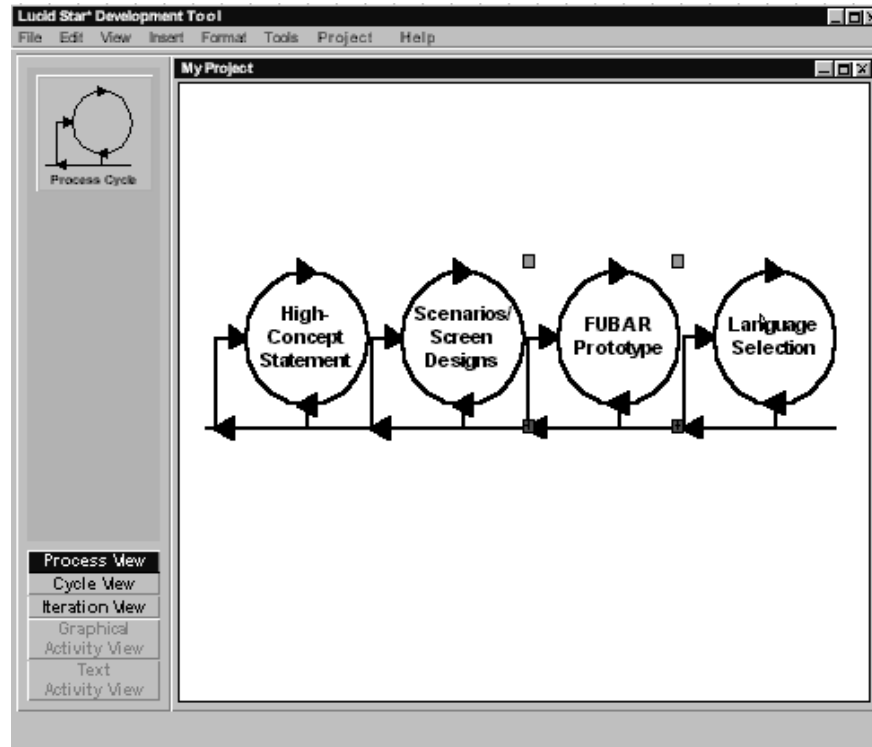 Lucid Star* Development Tool
File Edit View Insert Format Tools Project Help
My Project
Process Cycle
High-
Concept
Statement
Scenarios/
Screen
Designs
FUBAR
Prototype
Language
Selection
Process View
Cycle View
Iteration View
Graphical
Activity View
Text
Activity View